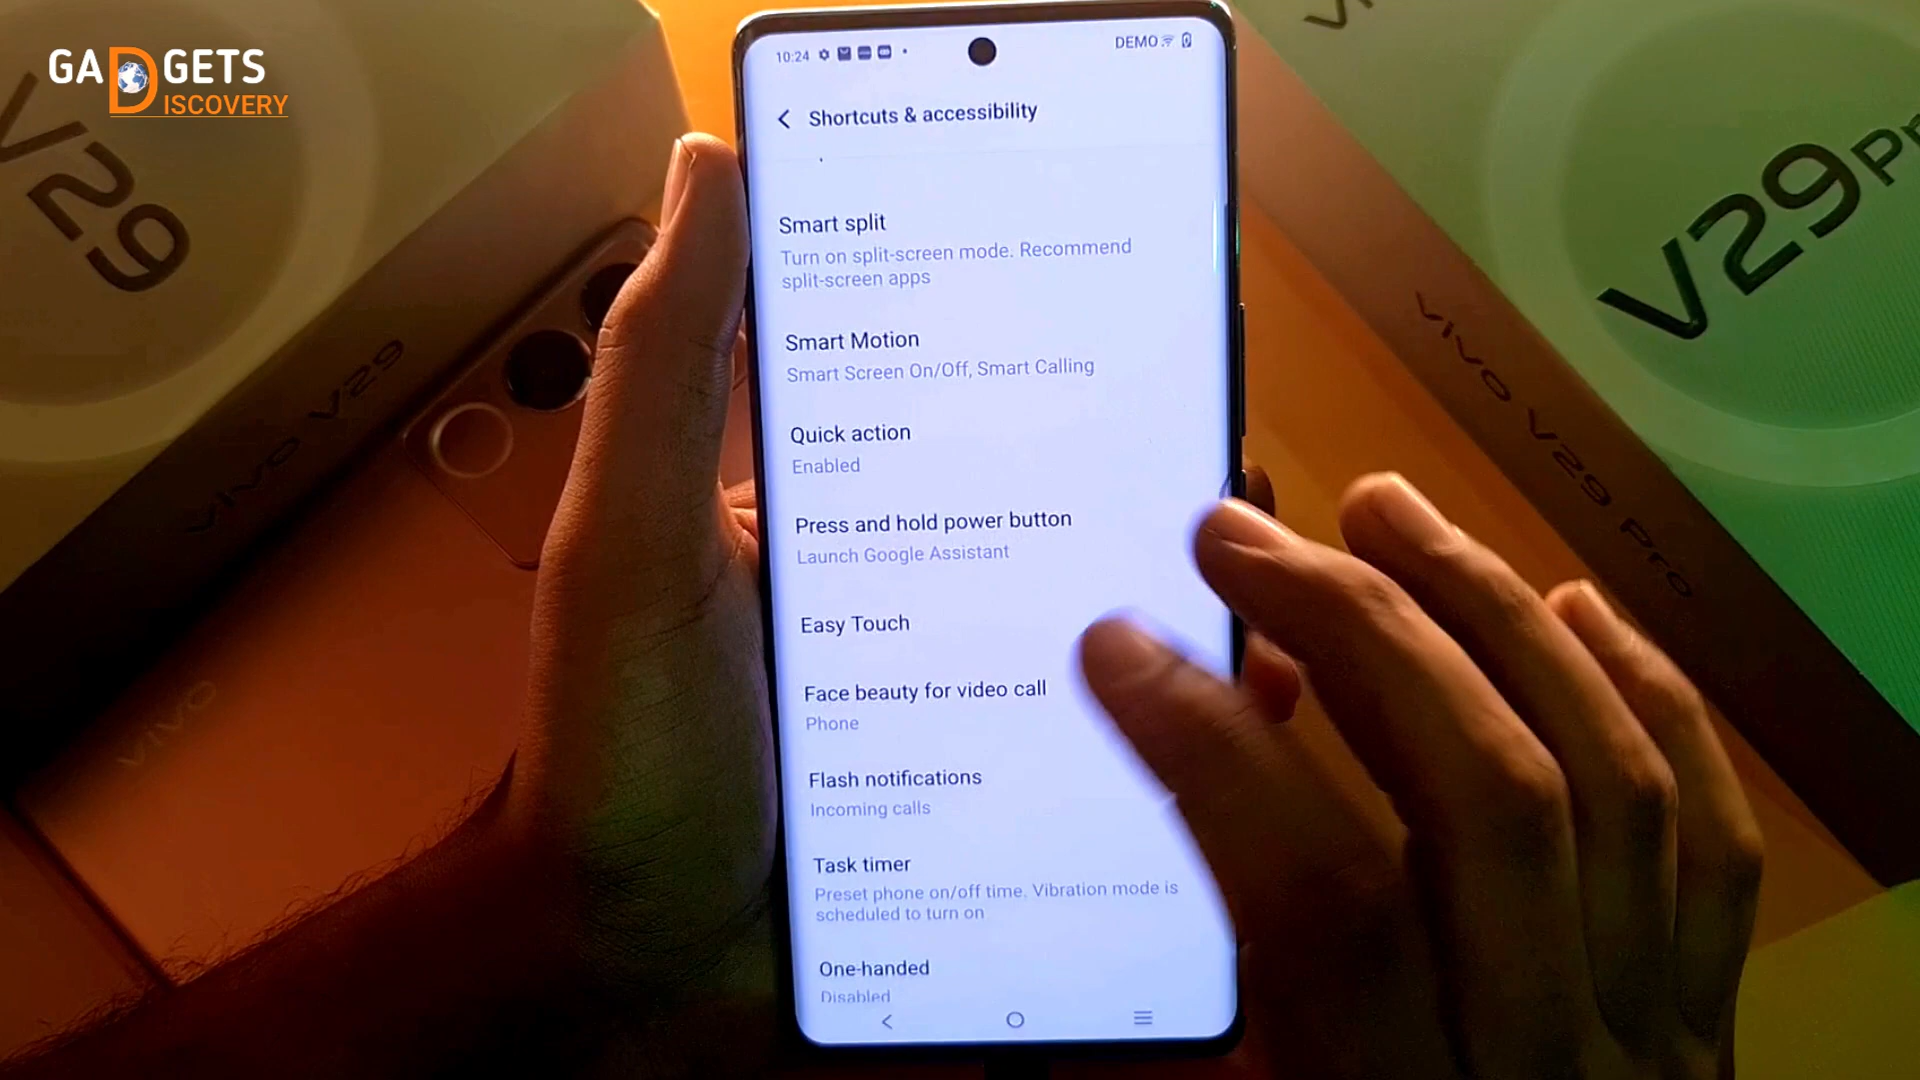 GADGETS
DISCOVERY
V29
vivo V29
vivo
10:24
DEMO
Shortcuts & accessibility
Smart split
Turn on split-screen mode. Recommend
split-screen apps
Smart Motion
Smart Screen On/Off, Smart Calling
Quick action
Enabled
Press and hold power button
Launch Google Assistant
Easy Touch
Face beauty for video call
Phone
Flash notifications
Incoming calls
Task timer
Preset phone on/off time. Vibration mode is
scheduled to turn on
One-handed
Disabled
V29
vivo V29 Pro